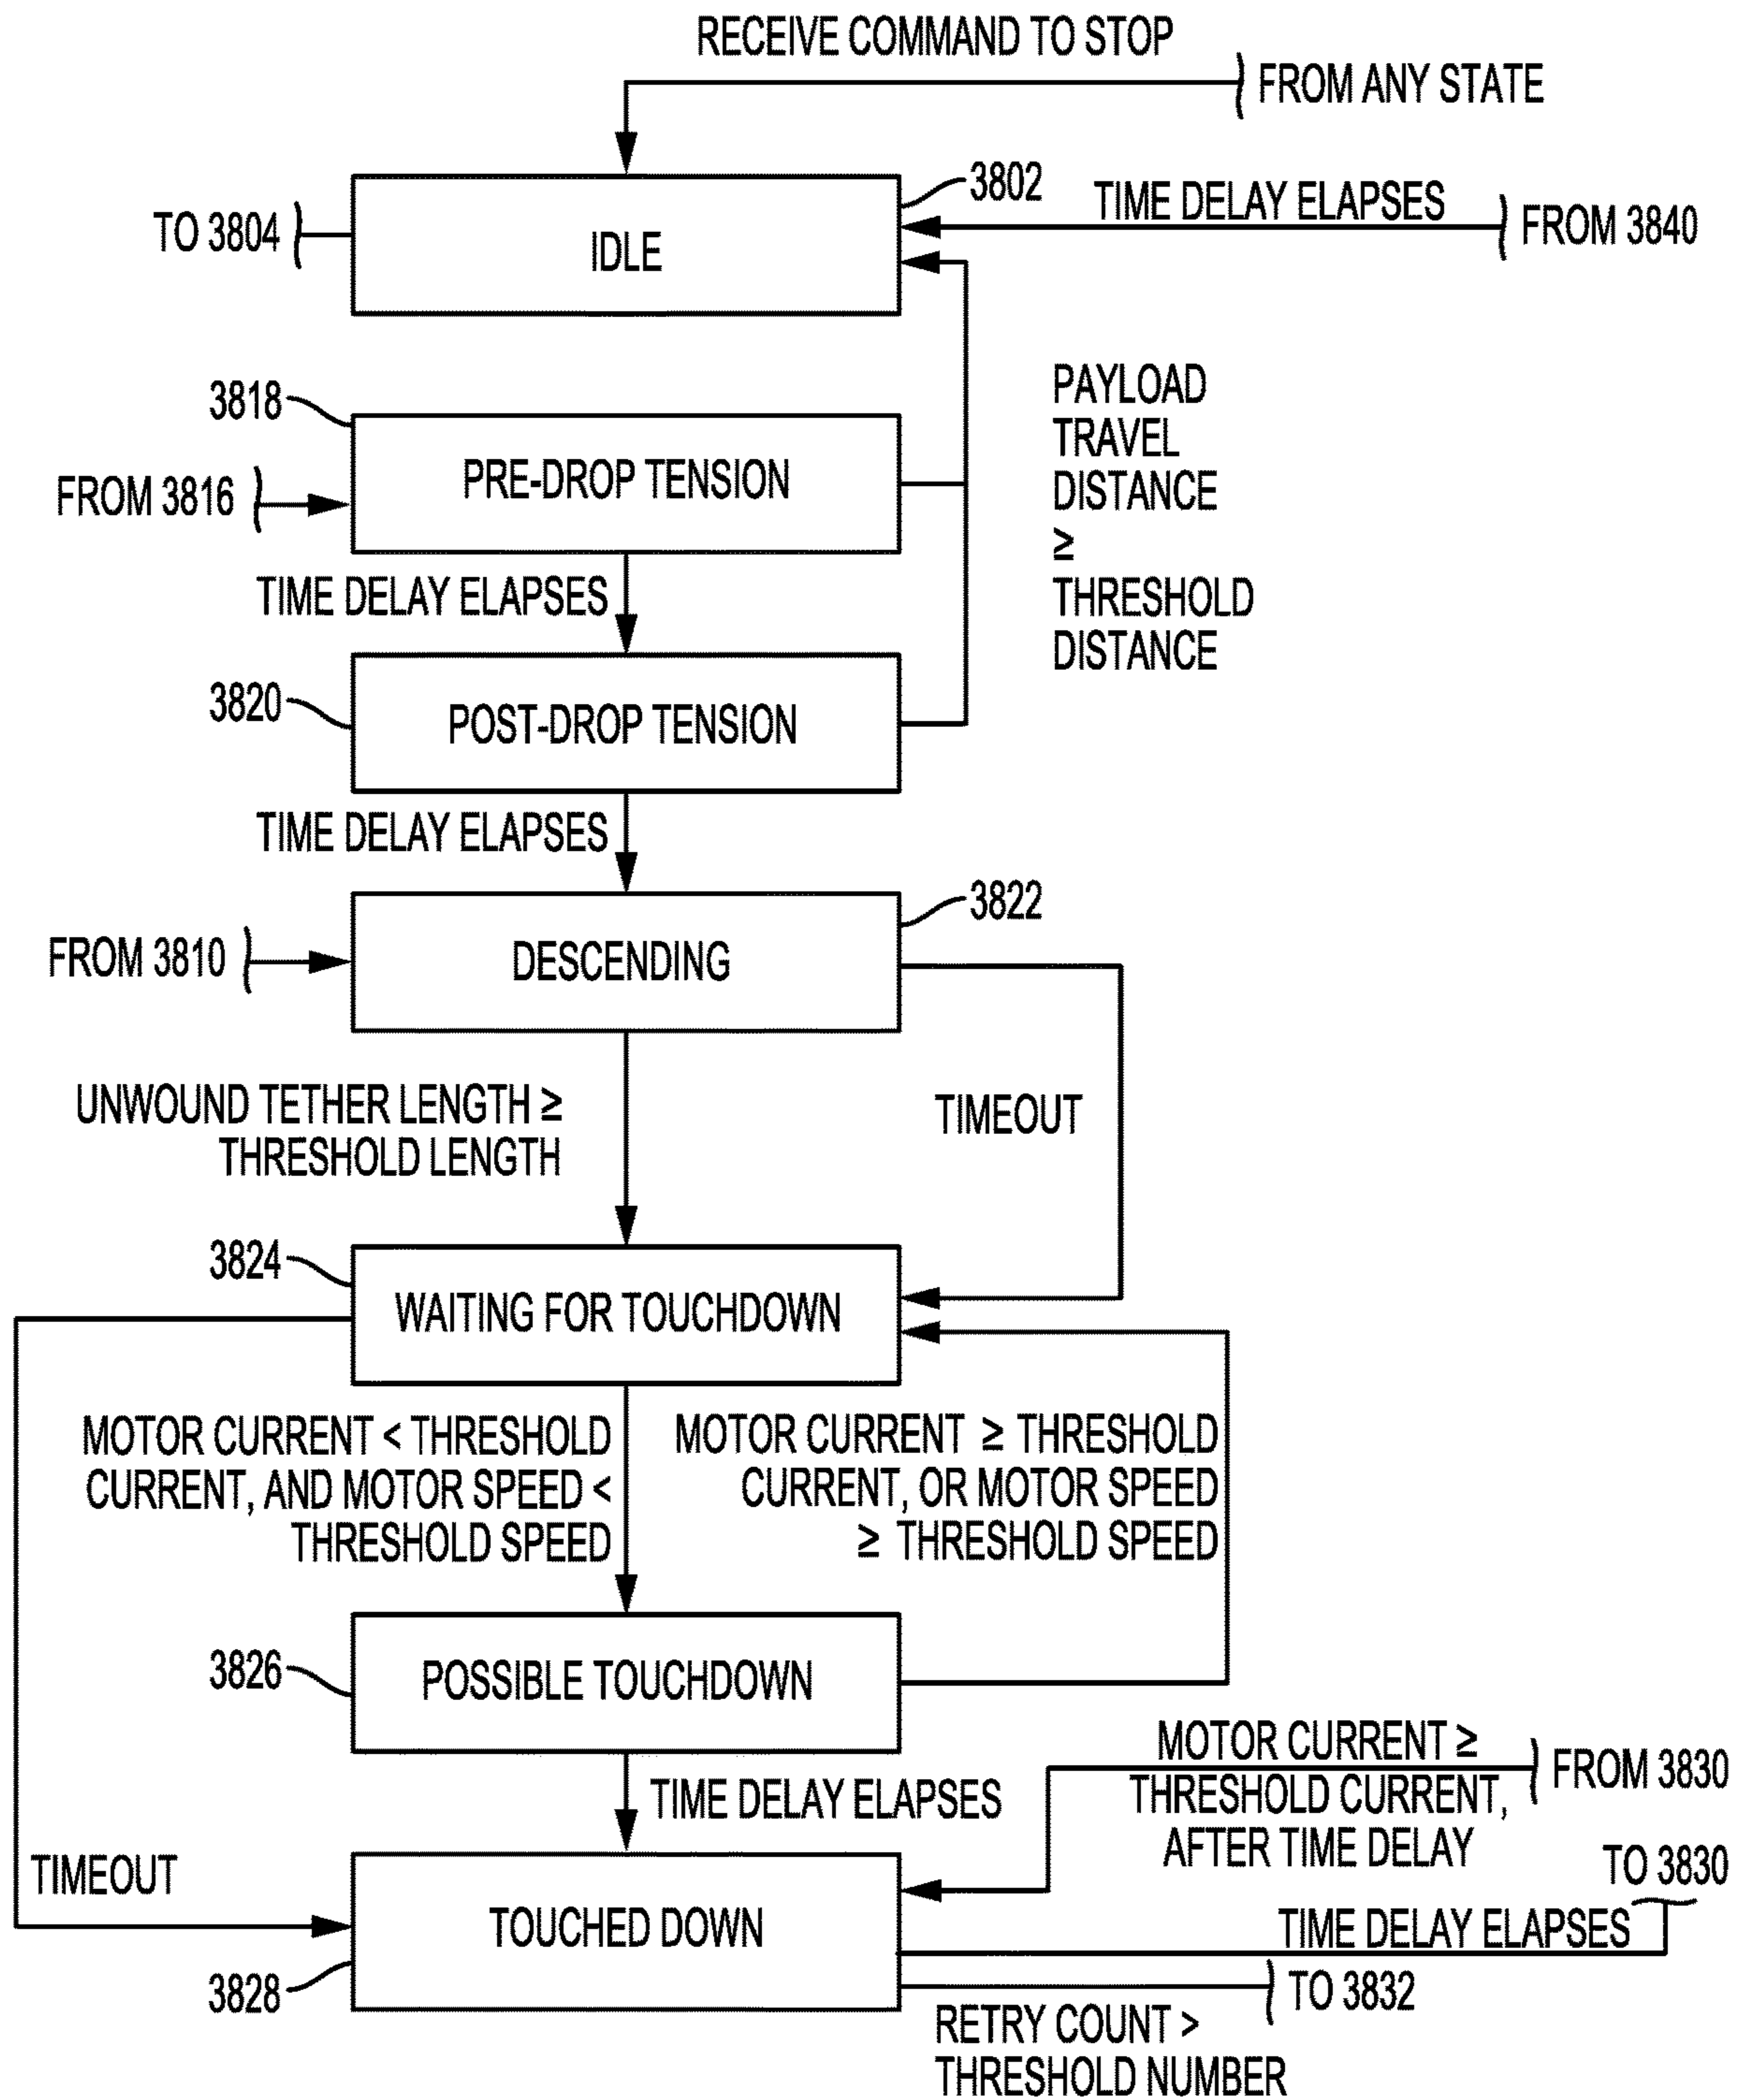 RECEIVE COMMAND TO STOP
FROM ANY STATE
3802
TIME DELAY ELAPSES
FROM 3840
TO 3804
IDLE
3818
PRE-DROP TENSION
FROM 3816
PAYLOAD
TRAVEL
DISTANCE
≥
THRESHOLD
DISTANCE
TIME DELAY ELAPSES
3820
POST-DROP TENSION
TIME DELAY ELAPSES
3822
FROM 3810
DESCENDING
UNWOUND TETHER LENGTH ≥
THRESHOLD LENGTH
TIMEOUT
3824
WAITING FOR TOUCHDOWN
MOTOR CURRENT < THRESHOLD
CURRENT, AND MOTOR SPEED <
THRESHOLD SPEED
MOTOR CURRENT ≥ THRESHOLD
CURRENT, OR MOTOR SPEED
≥ THRESHOLD SPEED
3826
POSSIBLE TOUCHDOWN
TIME DELAY ELAPSES
MOTOR CURRENT ≥
THRESHOLD CURRENT,
AFTER TIME DELAY
FROM 3830
TIMEOUT
TO 3830
TOUCHED DOWN
TIME DELAY ELAPSES
3828
TO 3832
RETRY COUNT >
THRESHOLD NUMBER